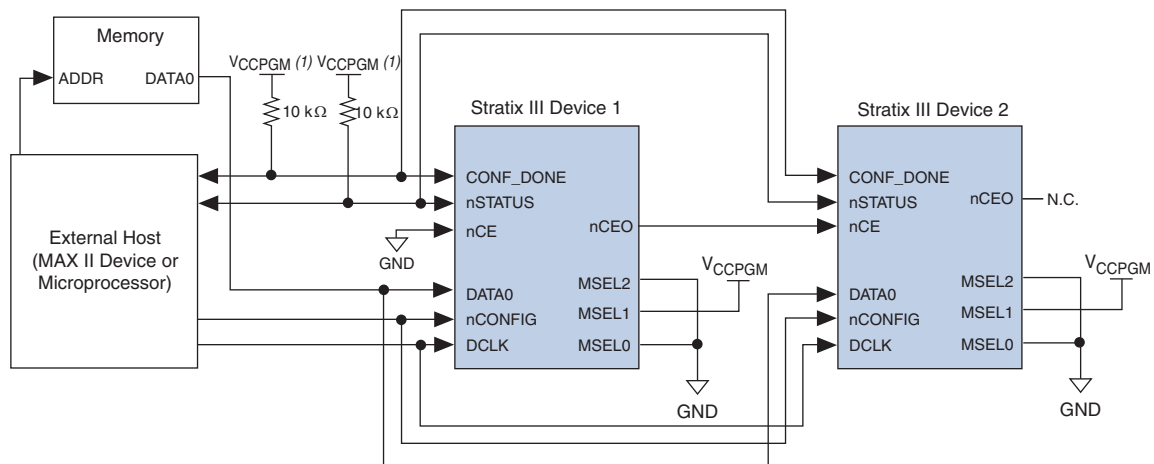 Memory
ADDR DATA0
VCCPGM (1) VCCPGM (1)
10 kΩ 10 kΩ
External Host
(MAX II Device or
Microprocessor)
Stratix III Device 1
CONF_DONE
nSTATUS
nCE
nCEO
GND
DATA0
nCONFIG
DCLK
MSEL2
MSEL1
MSEL0
VCCPGM
GND
Stratix III Device 2
CONF_DONE
nSTATUS
nCE
nCEO
N.C.
DATA0
nCONFIG
DCLK
MSEL2
MSEL1
MSEL0
VCCPGM
GND